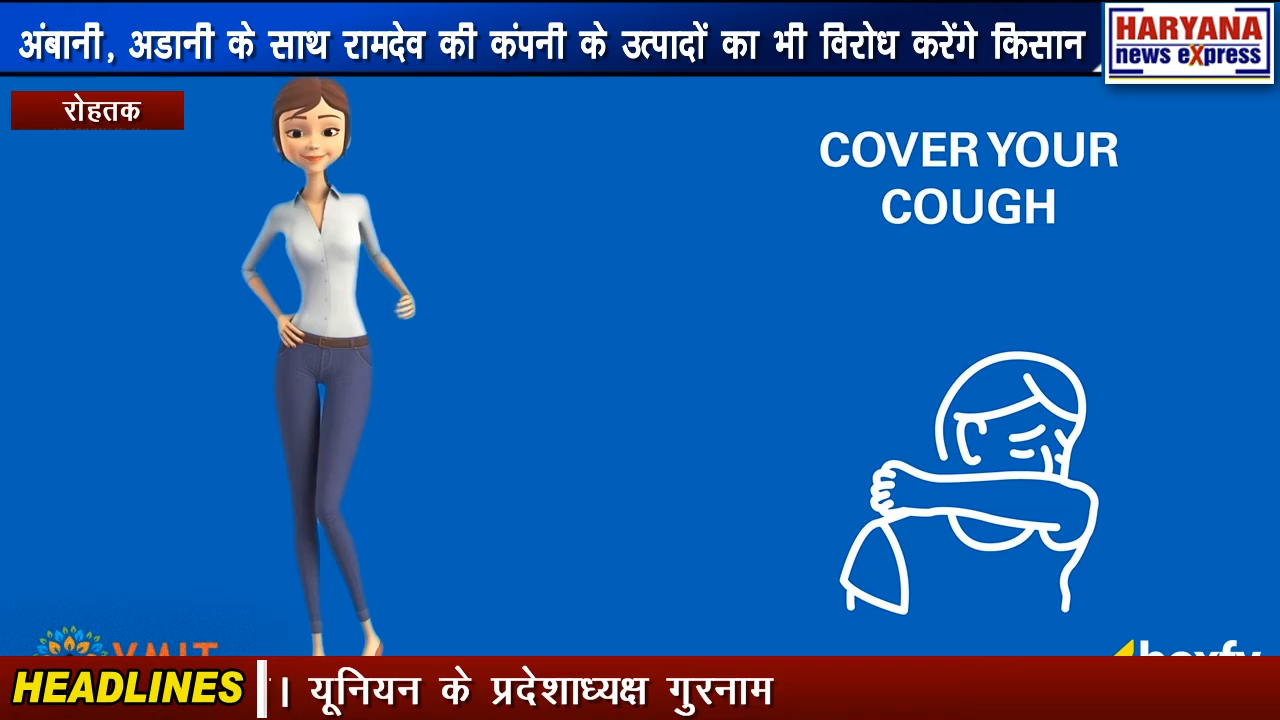 अंबानी, अडानी के साथ रामदेव की कंपनी के उत्पादों का भी विरोध करेंगे किसान
HARYANA
news express
रोहतक
COVER YOUR
COUGH
HEADLINES
। यूनियन के प्रदेशाध्यक्ष गुरनाम